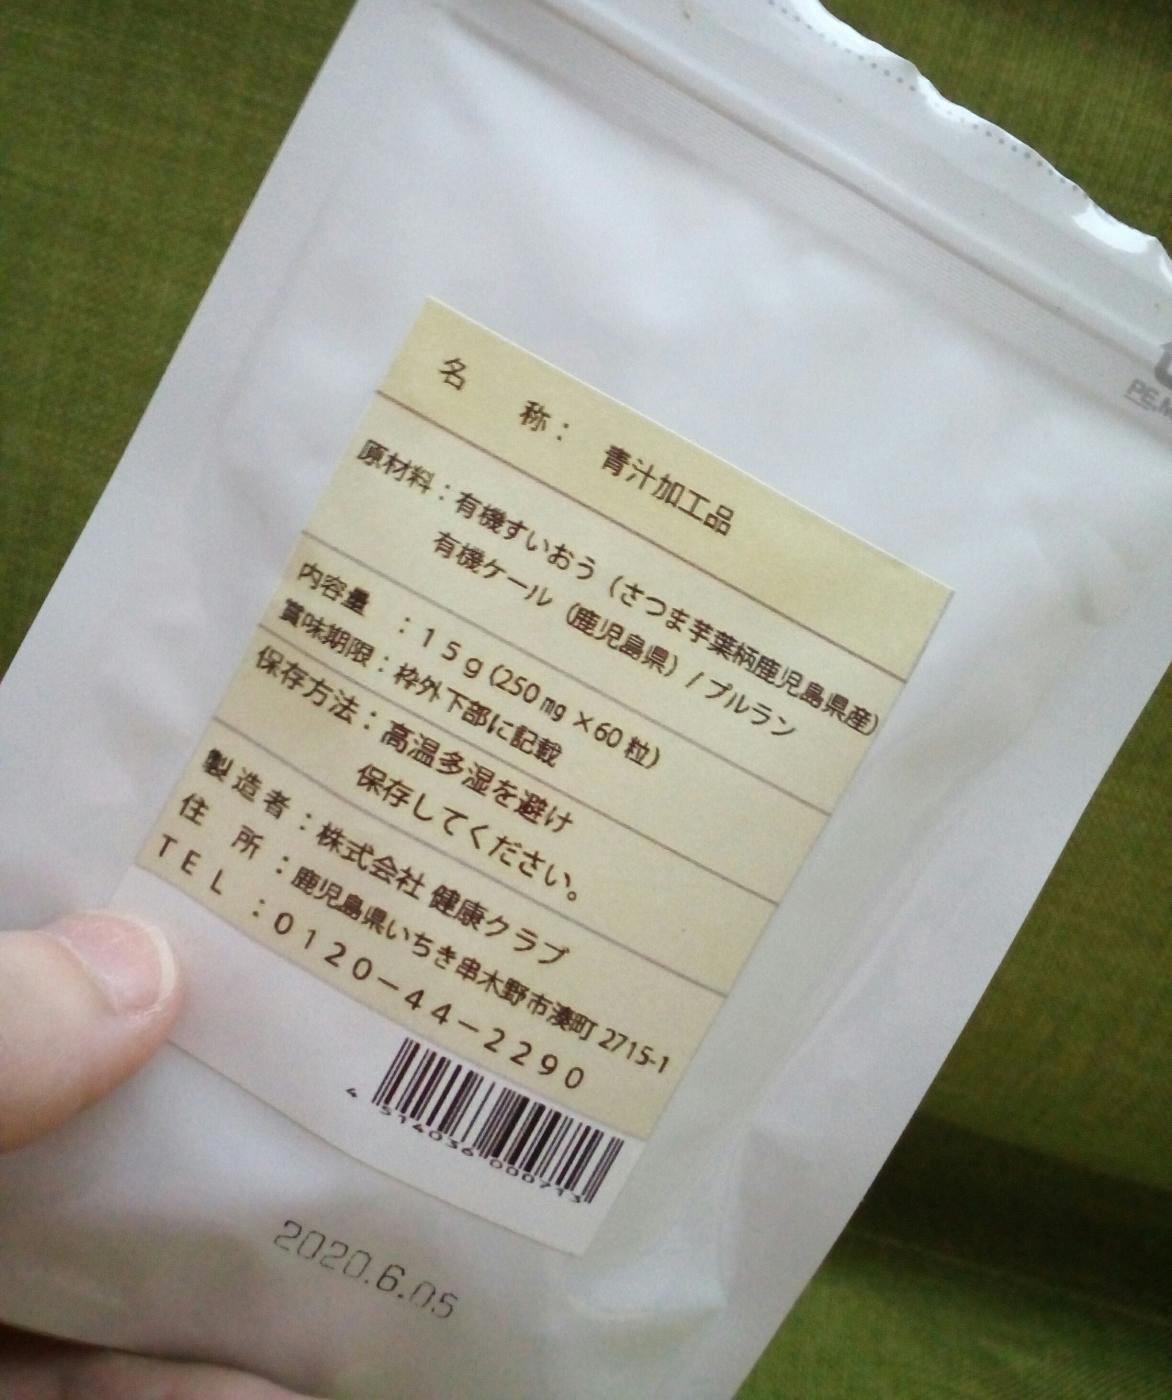 名 称： 青汁加工品
原材料：有機すいおう（さつま芋葉柄鹿児島県産）
有機ケール（鹿児島県）/ プルラン
内容量 ：１５g（250㎎×60粒）
賞味期限：枠外下部に記載
保存方法：高温多湿を避け
保存してください。
製造者：株式会社 健康クラブ
住 所：鹿児島県いちき串木野市湊町 2715-1
ＴＥＬ：０１２０－４４－２２９０
4 514036 000713
2020.6.05